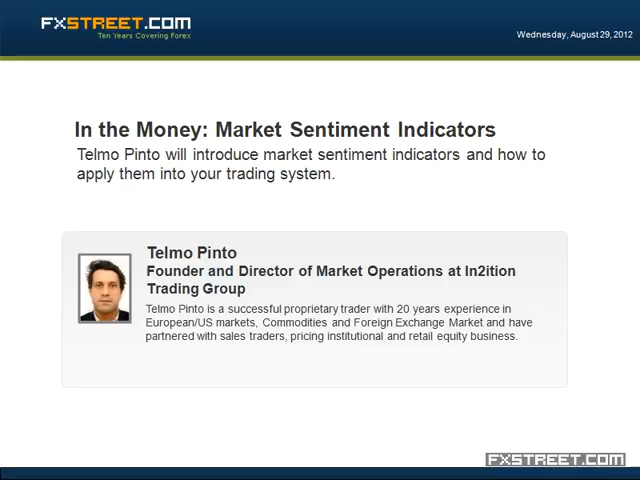 FXSTREET.COM
Ten Years Covering Forex
Wednesday, August 29, 2012
In the Money: Market Sentiment Indicators
Telmo Pinto will introduce market sentiment indicators and how to
apply them into your trading system.
Telmo Pinto
Founder and Director of Market Operations at In2ition
Trading Group
Telmo Pinto is a successful proprietary trader with 20 years experience in
European/US markets, Commodities and Foreign Exchange Market and have
partnered with sales traders, pricing institutional and retail equity business.
FXSTREET.COM